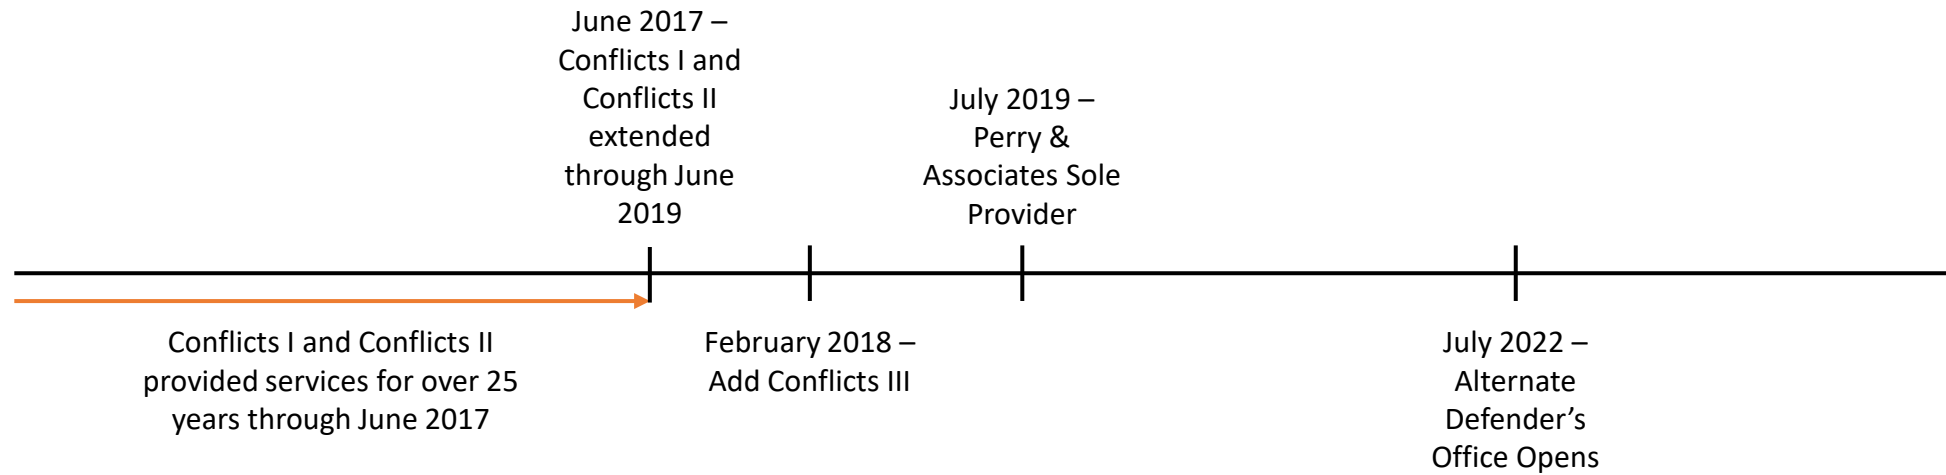 June 2017 –
Conflicts I and
Conflicts II
extended
through June
2019
July 2019 –
Perry &
Associates Sole
Provider
Conflicts I and Conflicts II
provided services for over 25
years through June 2017
February 2018 –
Add Conflicts III
July 2022 –
Alternate
Defender’s
Office Opens